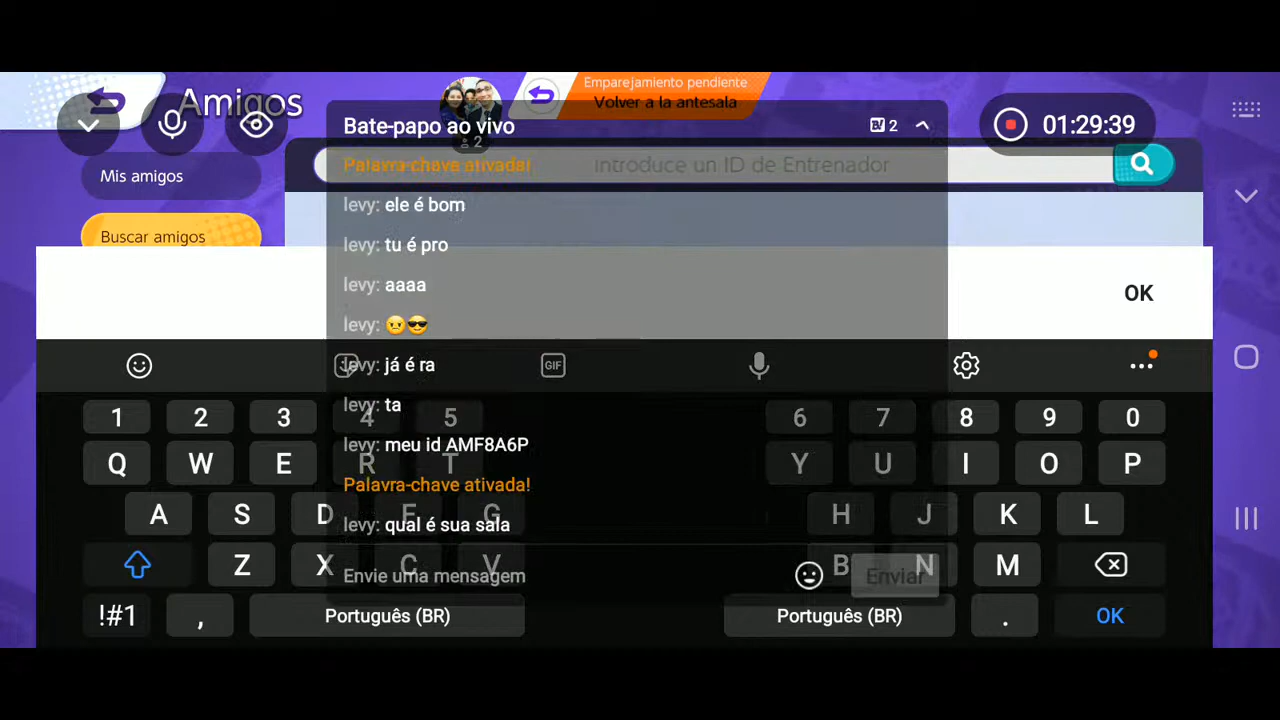 Emparejamiento pendiente
Volver a la antesala
Amigos
Bate-papo ao vivo
2
2
01:29:39
Palavra-chave ativada!
introduce un ID de Entrenador
Mis amigos
levy: ele é bom
Buscar amigos
levy: tu é pro
levy: aaaa
OK
levy: 😠😎
GIF
levy: já é ra
levy: ta
1 2 3 4 5 6 7 8 9 0
levy: meu id AMF8A6P
Q W E R T Y U I O P
Palavra-chave ativada!
A S D F G H J K L
levy: qual é sua sala
Z X C V B N M
Envie uma mensagem
Enviar
!#1 , Português (BR) Português (BR) . OK